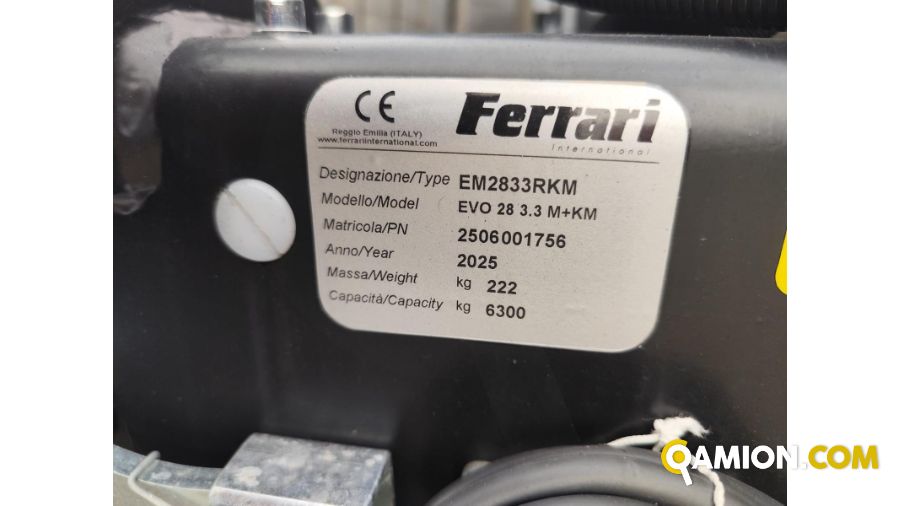 CE
Ferrari
International
Reggio Emilia (ITALY)
www.ferrariinternational.com
Designazione/Type EM2833RKM
Modello/Model EVO 28 3.3 M+KM
Matricola/PN 2506001756
Anno/Year 2025
Massa/Weight kg 222
Capacità/Capacity kg 6300
QAMION.COM